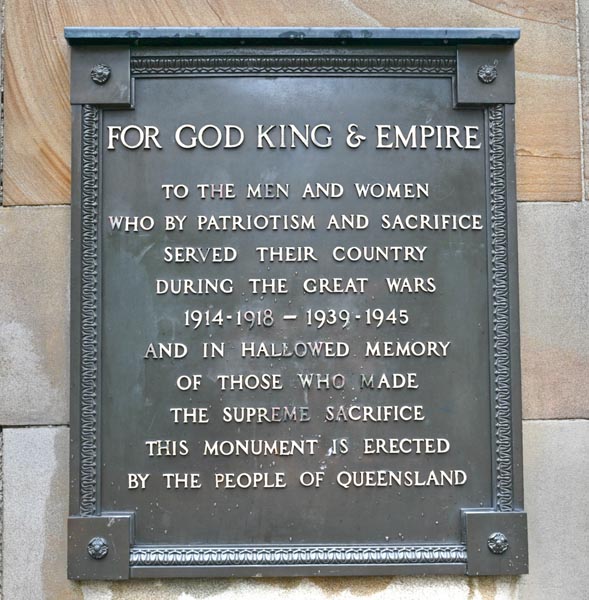 FOR GOD KING & EMPIRE
TO THE MEN AND WOMEN
WHO BY PATRIOTISM AND SACRIFICE
SERVED THEIR COUNTRY
DURING THE GREAT WARS
1914-1918 — 1939-1945
AND IN HALLOWED MEMORY
OF THOSE WHO MADE
THE SUPREME SACRIFICE
THIS MONUMENT IS ERECTED
BY THE PEOPLE OF QUEENSLAND